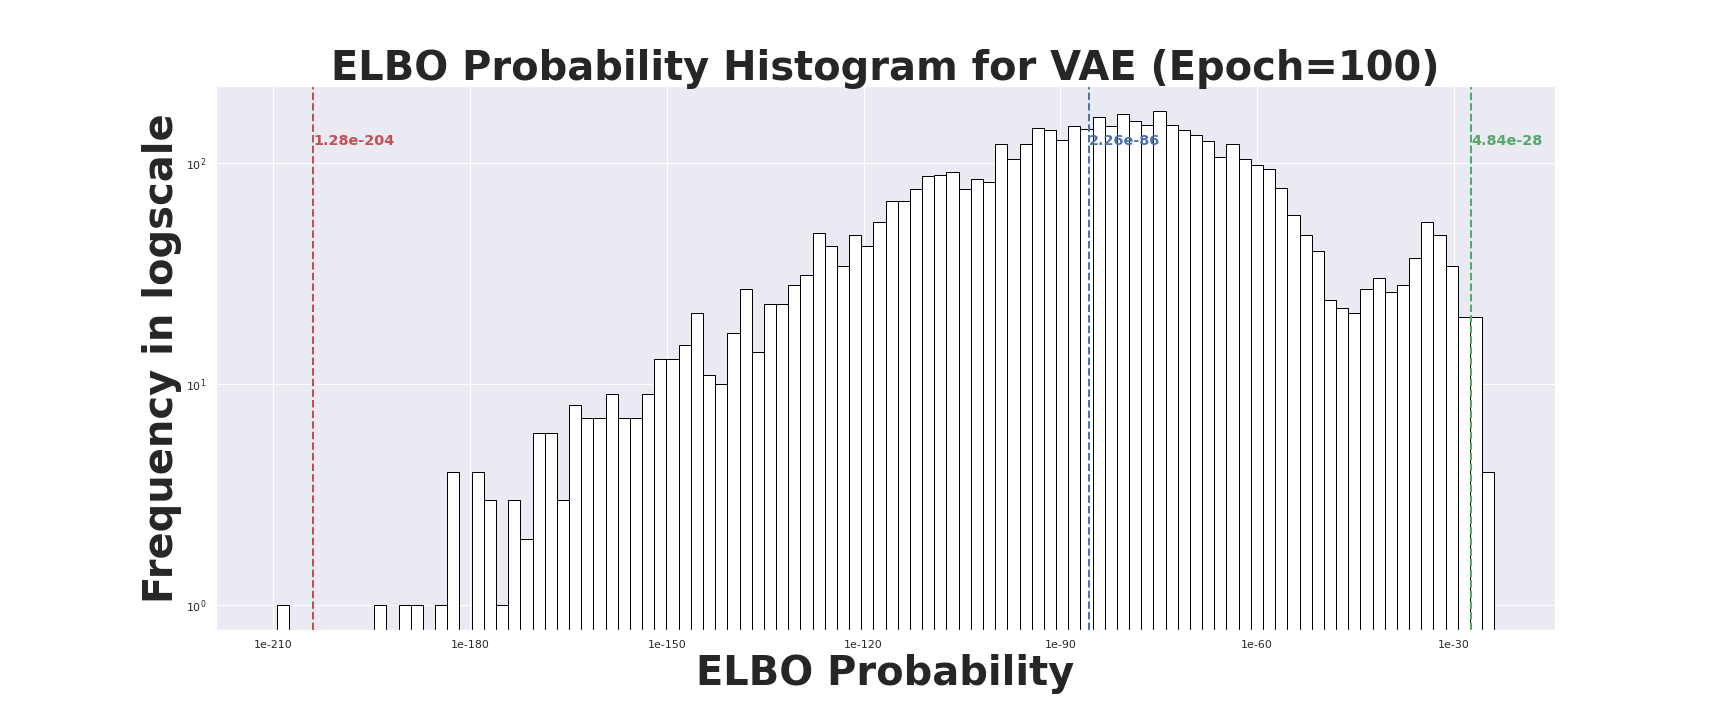 ELBO Probability Histogram for VAE (Epoch=100)
Frequency in logscale
10²
10¹
10⁰
1.28e-204
2.26e-86
4.84e-28
1e-210
1e-180
1e-150
1e-120
1e-90
1e-60
1e-30
ELBO Probability